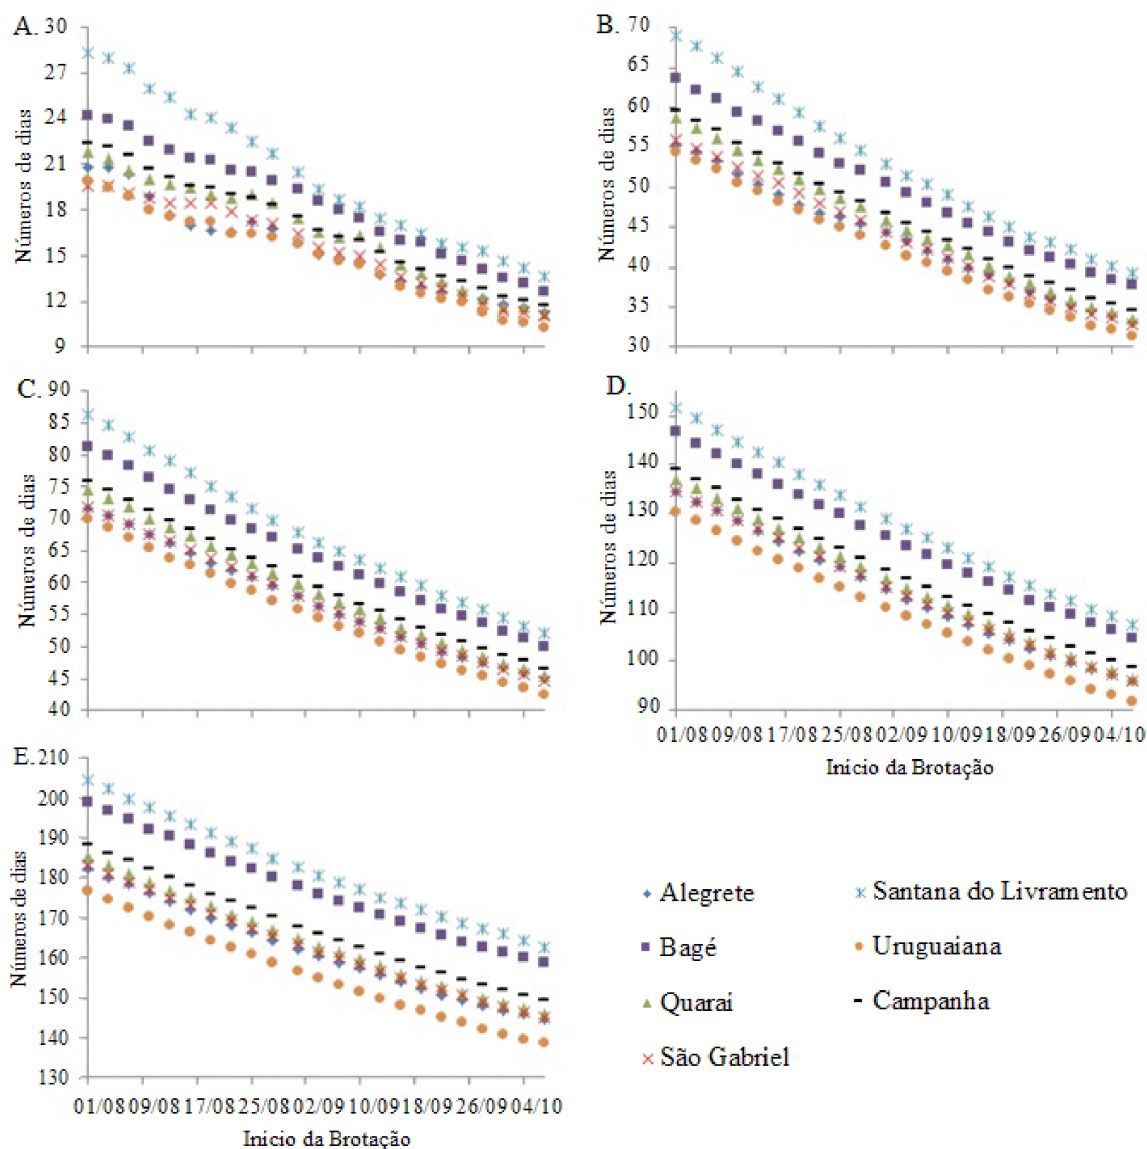 A.
Números de dias
30
27
24
21
18
15
12
9
B.
Números de dias
70
65
60
55
50
45
40
35
30
C.
Números de dias
90
85
80
75
70
65
60
55
50
45
40
D.
Números de dias
150
140
130
120
110
100
90
01/08 09/08 17/08 25/08 02/09 10/09 18/09 26/09 04/10
Inicio da Brotação
E.
Números de dias
210
200
190
180
170
160
150
140
130
01/08 09/08 17/08 25/08 02/09 10/09 18/09 26/09 04/10
Inicio da Brotação
Alegrete
Santana do Livramento
Bagé
Uruguaiana
Quarai
Campanha
São Gabriel